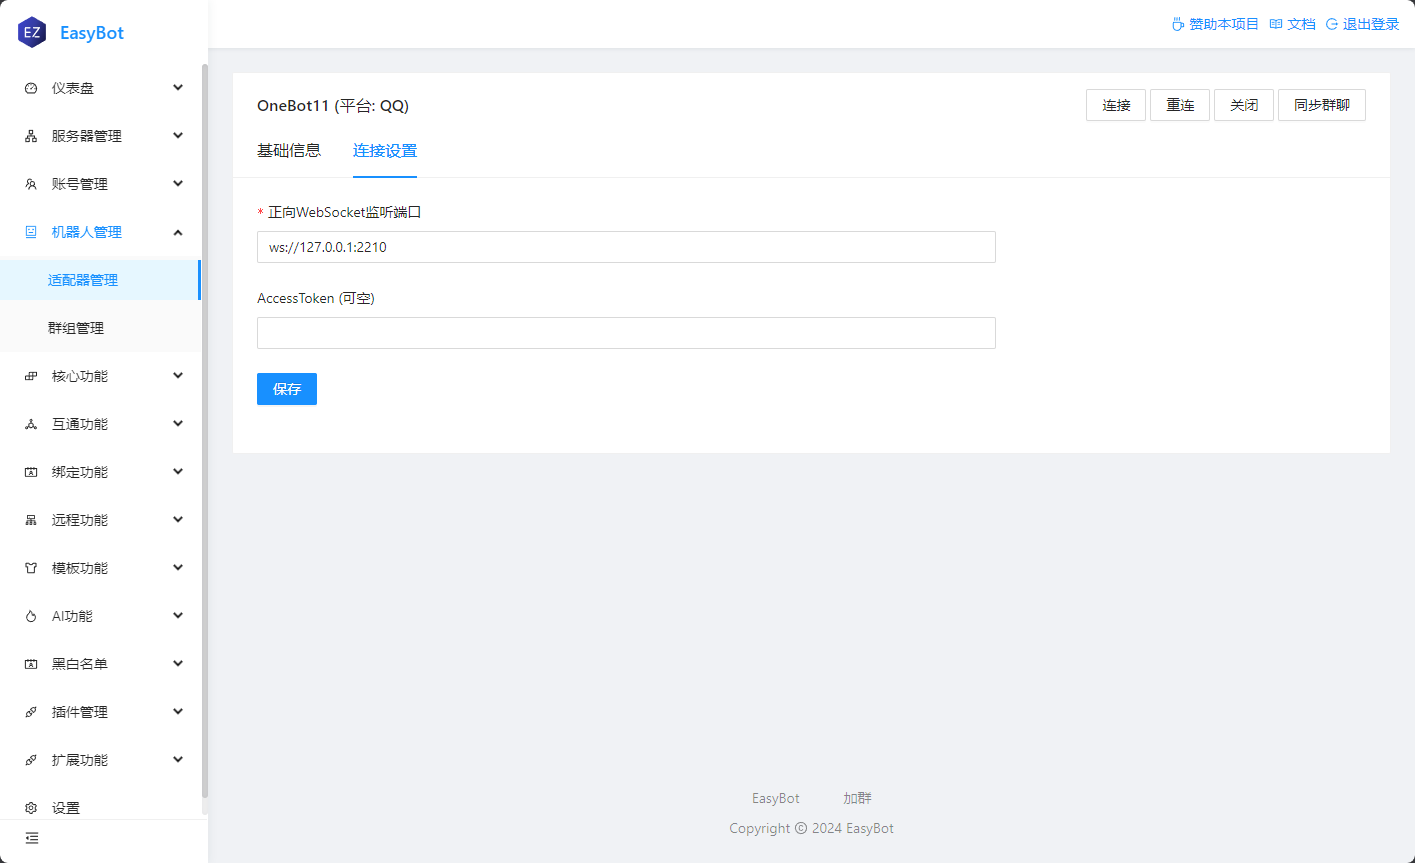 EZ EasyBot
赞助本项目 文档 退出登录
仪表盘
服务器管理
账号管理
机器人管理
适配器管理
群组管理
核心功能
互通功能
绑定功能
远程功能
模板功能
AI功能
黑白名单
插件管理
扩展功能
设置
OneBot11 (平台: QQ)
连接 重连 关闭 同步群聊
基础信息 连接设置
* 正向WebSocket监听端口
ws://127.0.0.1:2210
AccessToken (可空)
保存
EasyBot 加群
Copyright © 2024 EasyBot